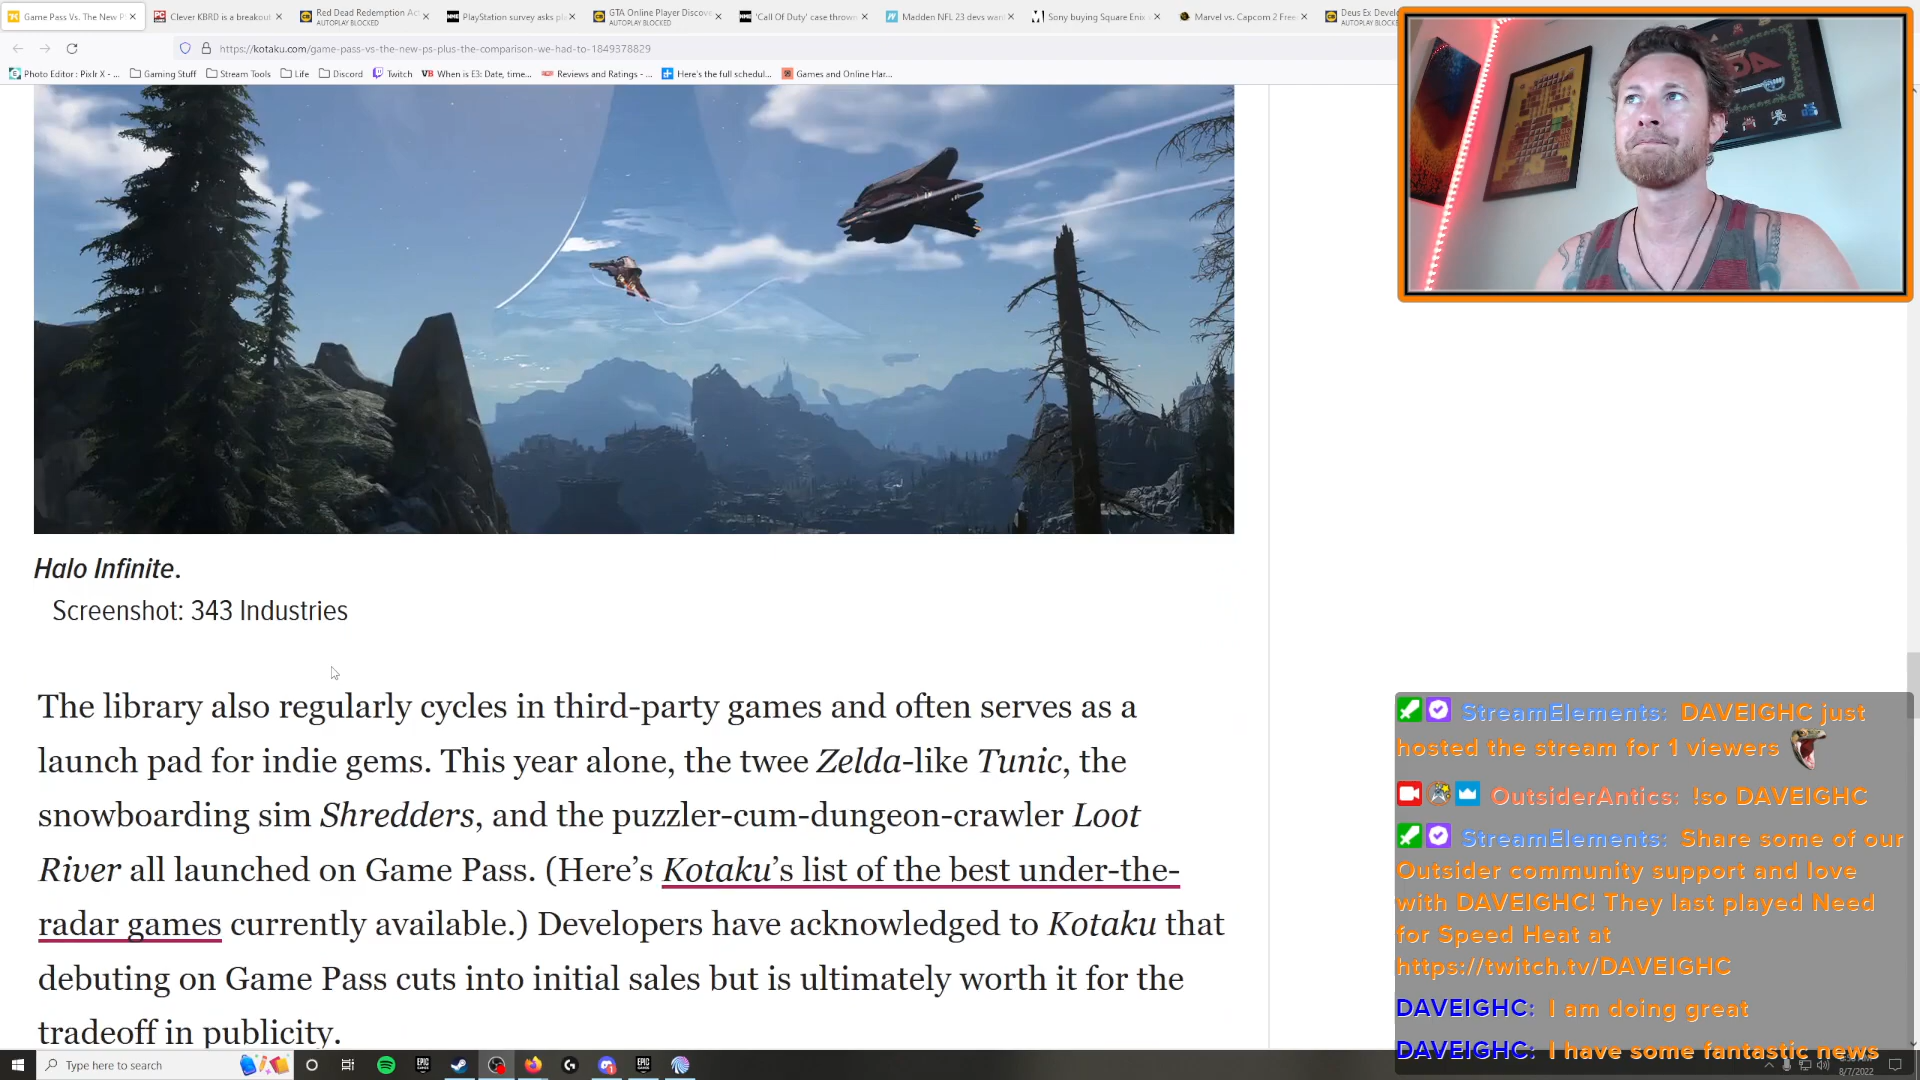 Game Pass Vs. The New P
Clever KBRD is a breakout
Red Dead Redemption Ac
AUTOPLAY BLOCKED
PlayStation survey asks pl
GTA Online Player Discove
AUTOPLAY BLOCKED
'Call Of Duty' case thrown
Madden NFL 23 devs want
Sony buying Square Enix
Marvel vs. Capcom 2 Free
Deus Ex Devel
AUTOPLAY BLOCKED
https://kotaku.com/game-pass-vs-the-new-ps-plus-the-comparison-we-had-to-1849378829
Photo Editor : Pixlr X - ...
Gaming Stuff
Stream Tools
Life
Discord
Twitch
When is E3: Date, time...
Reviews and Ratings - ...
Here's the full schedul...
Games and Online Har...
Halo Infinite.
Screenshot: 343 Industries
The library also regularly cycles in third-party games and often serves as a
launch pad for indie gems. This year alone, the twee Zelda-like Tunic, the
snowboarding sim Shredders, and the puzzler-cum-dungeon-crawler Loot
River all launched on Game Pass. (Here's Kotaku's list of the best under-the-
radar games currently available.) Developers have acknowledged to Kotaku that
debuting on Game Pass cuts into initial sales but is ultimately worth it for the
tradeoff in publicity.
StreamElements: DAVEIGHC just
hosted the stream for 1 viewers
OutsiderAntics: !so DAVEIGHC
StreamElements: Share some of our
Outsider community support and love
with DAVEIGHC! They last played Need
for Speed Heat at
https://twitch.tv/DAVEIGHC
DAVEIGHC: I am doing great
DAVEIGHC: I have some fantastic news
Type here to search
8/7/2022